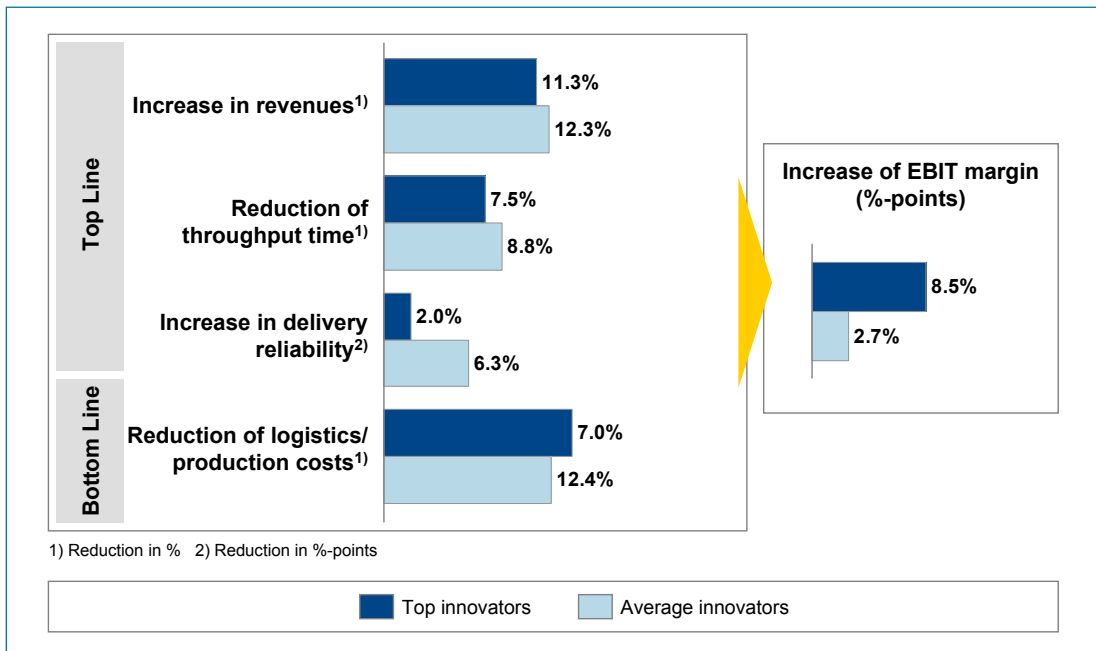 Top Line
Increase in revenues1)
11.3%
12.3%
Reduction of
throughput time1)
7.5%
8.8%
Increase in delivery
reliability2)
2.0%
6.3%
Bottom Line
Reduction of logistics/
production costs1)
7.0%
12.4%
Increase of EBIT margin
(%-points)
8.5%
2.7%
1) Reduction in % 2) Reduction in %-points
Top innovators
Average innovators